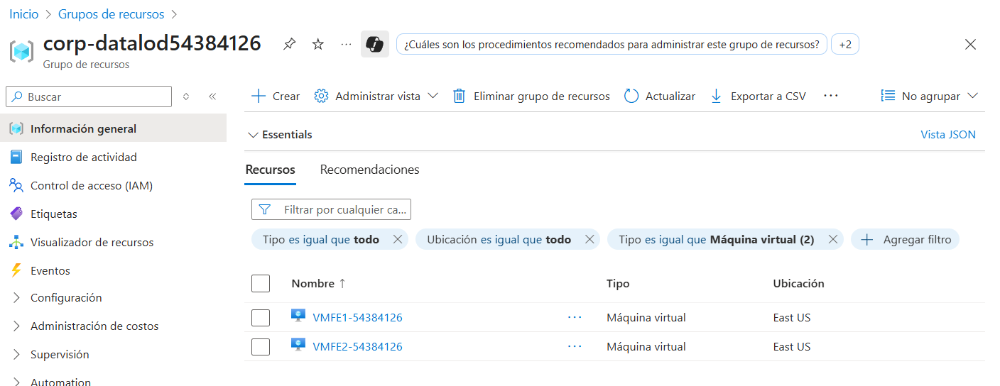 Inicio > Grupos de recursos >
corp-datalod54384126
Grupo de recursos
¿Cuáles son los procedimientos recomendados para administrar este grupo de recursos?
+2
Buscar
Crear
Administrar vista
Eliminar grupo de recursos
Actualizar
Exportar a CSV
No agrupar
Información general
Registro de actividad
Control de acceso (IAM)
Etiquetas
Visualizador de recursos
Eventos
Configuración
Administración de costos
Supervisión
Automation
Essentials
Vista JSON
Recursos
Recomendaciones
Filtrar por cualquier ca...
Tipo es igual que todo
Ubicación es igual que todo
Tipo es igual que Máquina virtual (2)
Agregar filtro
Nombre ↑ Tipo Ubicación
VMFE1-54384126 Máquina virtual East US
VMFE2-54384126 Máquina virtual East US